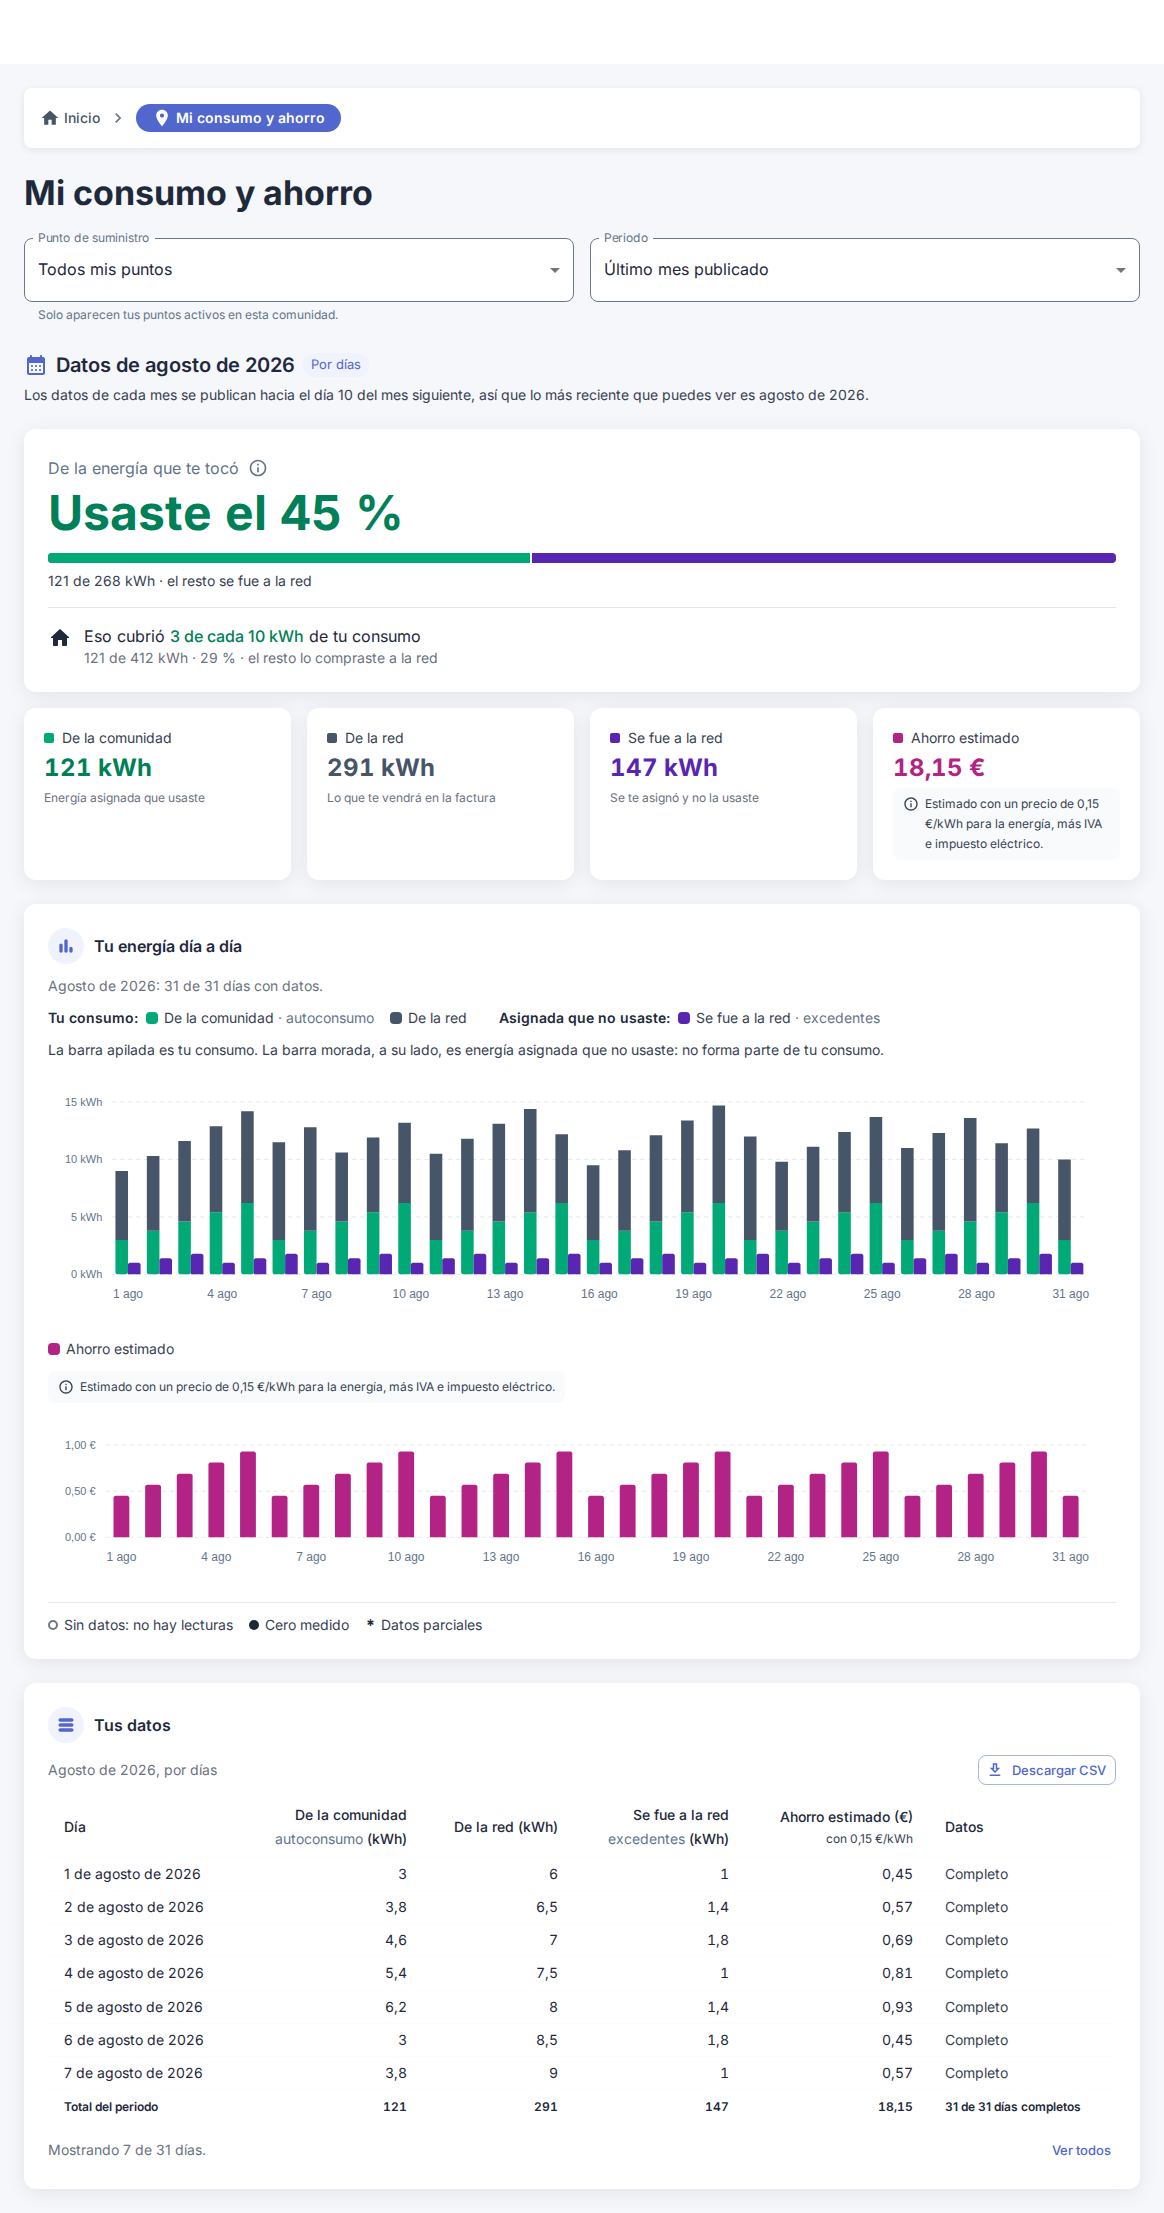 Inicio
Mi consumo y ahorro
Mi consumo y ahorro
Punto de suministro
Todos mis puntos
Periodo
Último mes publicado
Solo aparecen tus puntos activos en esta comunidad.
Datos de agosto de 2026 Por días
Los datos de cada mes se publican hacia el día 10 del mes siguiente, así que lo más reciente que puedes ver es agosto de 2026.
De la energía que te tocó
Usaste el 45 %
121 de 268 kWh · el resto se fue a la red
Eso cubrió 3 de cada 10 kWh de tu consumo
121 de 412 kWh · 29 % · el resto lo compraste a la red
De la comunidad
121 kWh
Energía asignada que usaste
De la red
291 kWh
Lo que te vendrá en la factura
Se fue a la red
147 kWh
Se te asignó y no la usaste
Ahorro estimado
18,15 €
Estimado con un precio de 0,15
€/kWh para la energía, más IVA
e impuesto eléctrico.
Tu energía día a día
Agosto de 2026: 31 de 31 días con datos.
Tu consumo: De la comunidad · autoconsumo De la red Asignada que no usaste: Se fue a la red · excedentes
La barra apilada es tu consumo. La barra morada, a su lado, es energía asignada que no usaste: no forma parte de tu consumo.
15 kWh
10 kWh
5 kWh
0 kWh
1 ago 4 ago 7 ago 10 ago 13 ago 16 ago 19 ago 22 ago 25 ago 28 ago 31 ago
Ahorro estimado
Estimado con un precio de 0,15 €/kWh para la energía, más IVA e impuesto eléctrico.
1,00 €
0,50 €
0,00 €
1 ago 4 ago 7 ago 10 ago 13 ago 16 ago 19 ago 22 ago 25 ago 28 ago 31 ago
Sin datos: no hay lecturas Cero medido * Datos parciales
Tus datos
Agosto de 2026, por días
Descargar CSV
Día De la comunidad autoconsumo (kWh) De la red (kWh) Se fue a la red excedentes (kWh) Ahorro estimado (€) con 0,15 €/kWh Datos
1 de agosto de 2026 3 6 1 0,45 Completo
2 de agosto de 2026 3,8 6,5 1,4 0,57 Completo
3 de agosto de 2026 4,6 7 1,8 0,69 Completo
4 de agosto de 2026 5,4 7,5 1 0,81 Completo
5 de agosto de 2026 6,2 8 1,4 0,93 Completo
6 de agosto de 2026 3 8,5 1,8 0,45 Completo
7 de agosto de 2026 3,8 9 1 0,57 Completo
Total del periodo 121 291 147 18,15 31 de 31 días completos
Mostrando 7 de 31 días.
Ver todos